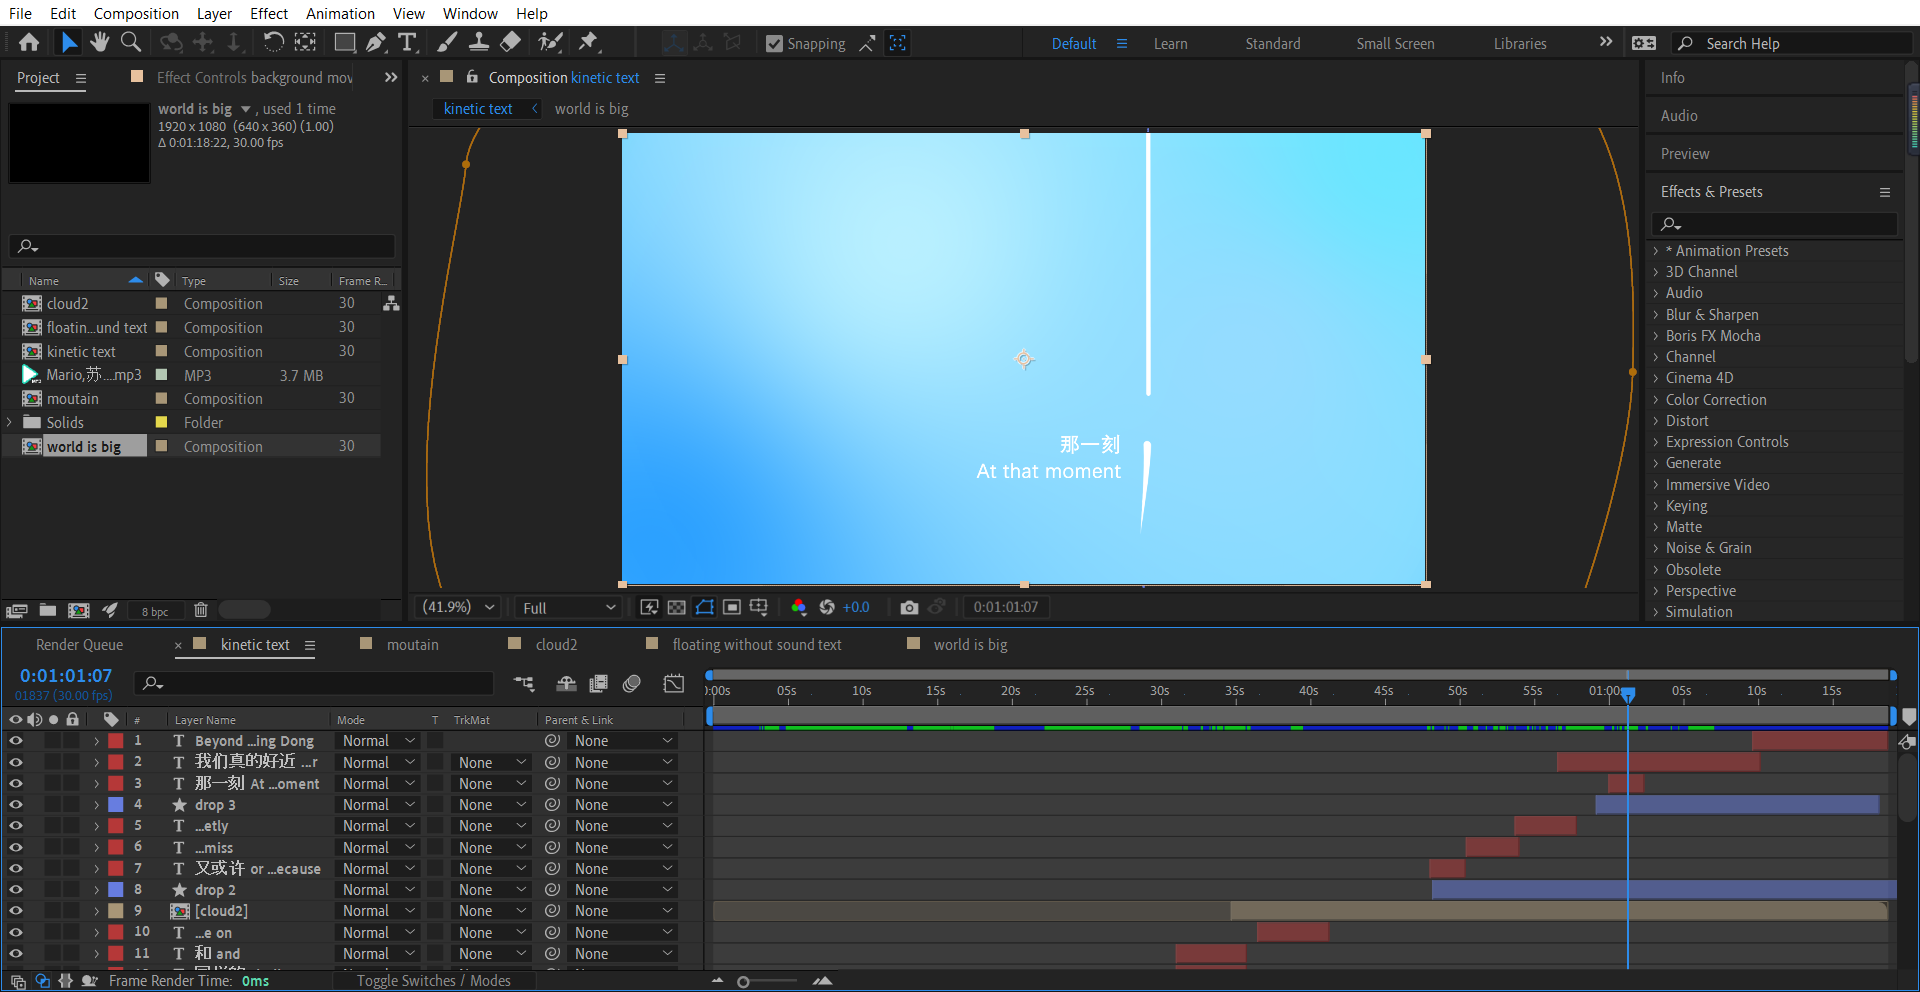 File Edit Composition Layer Effect Animation View Window Help
Snapping Default Learn Standard Small Screen Libraries Search Help
Project Effect Controls background mov
world is big , used 1 time
1920 x 1080 (640 x 360) (1.00)
Δ 0:01:18:22, 30.00 fps
Name Type Size Frame R...
cloud2 Composition 30
floatin...und text Composition 30
kinetic text Composition 30
Mario,苏....mp3 MP3 3.7 MB
moutain Composition 30
Solids Folder
world is big Composition 30
8 bpc
Composition kinetic text
kinetic text world is big
那一刻
At that moment
(41.9%) Full +0.0 0:01:01:07
Info
Audio
Preview
Effects & Presets
* Animation Presets
3D Channel
Audio
Blur & Sharpen
Boris FX Mocha
Channel
Cinema 4D
Color Correction
Distort
Expression Controls
Generate
Immersive Video
Keying
Matte
Noise & Grain
Obsolete
Perspective
Simulation
Render Queue kinetic text moutain cloud2 floating without sound text world is big
0:01:01:07
01837 (30.00 fps)
):00s 05s 10s 15s 20s 25s 30s 35s 40s 45s 50s 55s 01:00s 05s 10s 15s
# Layer Name Mode T TrkMat Parent & Link
1 T Beyond ...ing Dong Normal None
2 T 我们真的好近 ...r Normal None None
3 T 那一刻 At ...oment Normal None None
4 drop 3 Normal None None
5 T ...etly Normal None None
6 T ...miss Normal None None
7 T 又或许 or ...ecause Normal None None
8 drop 2 Normal None None
9 [cloud2] Normal None None
10 T ...e on Normal None None
11 T 和 and Normal None None
Frame Render Time: 0ms Toggle Switches / Modes